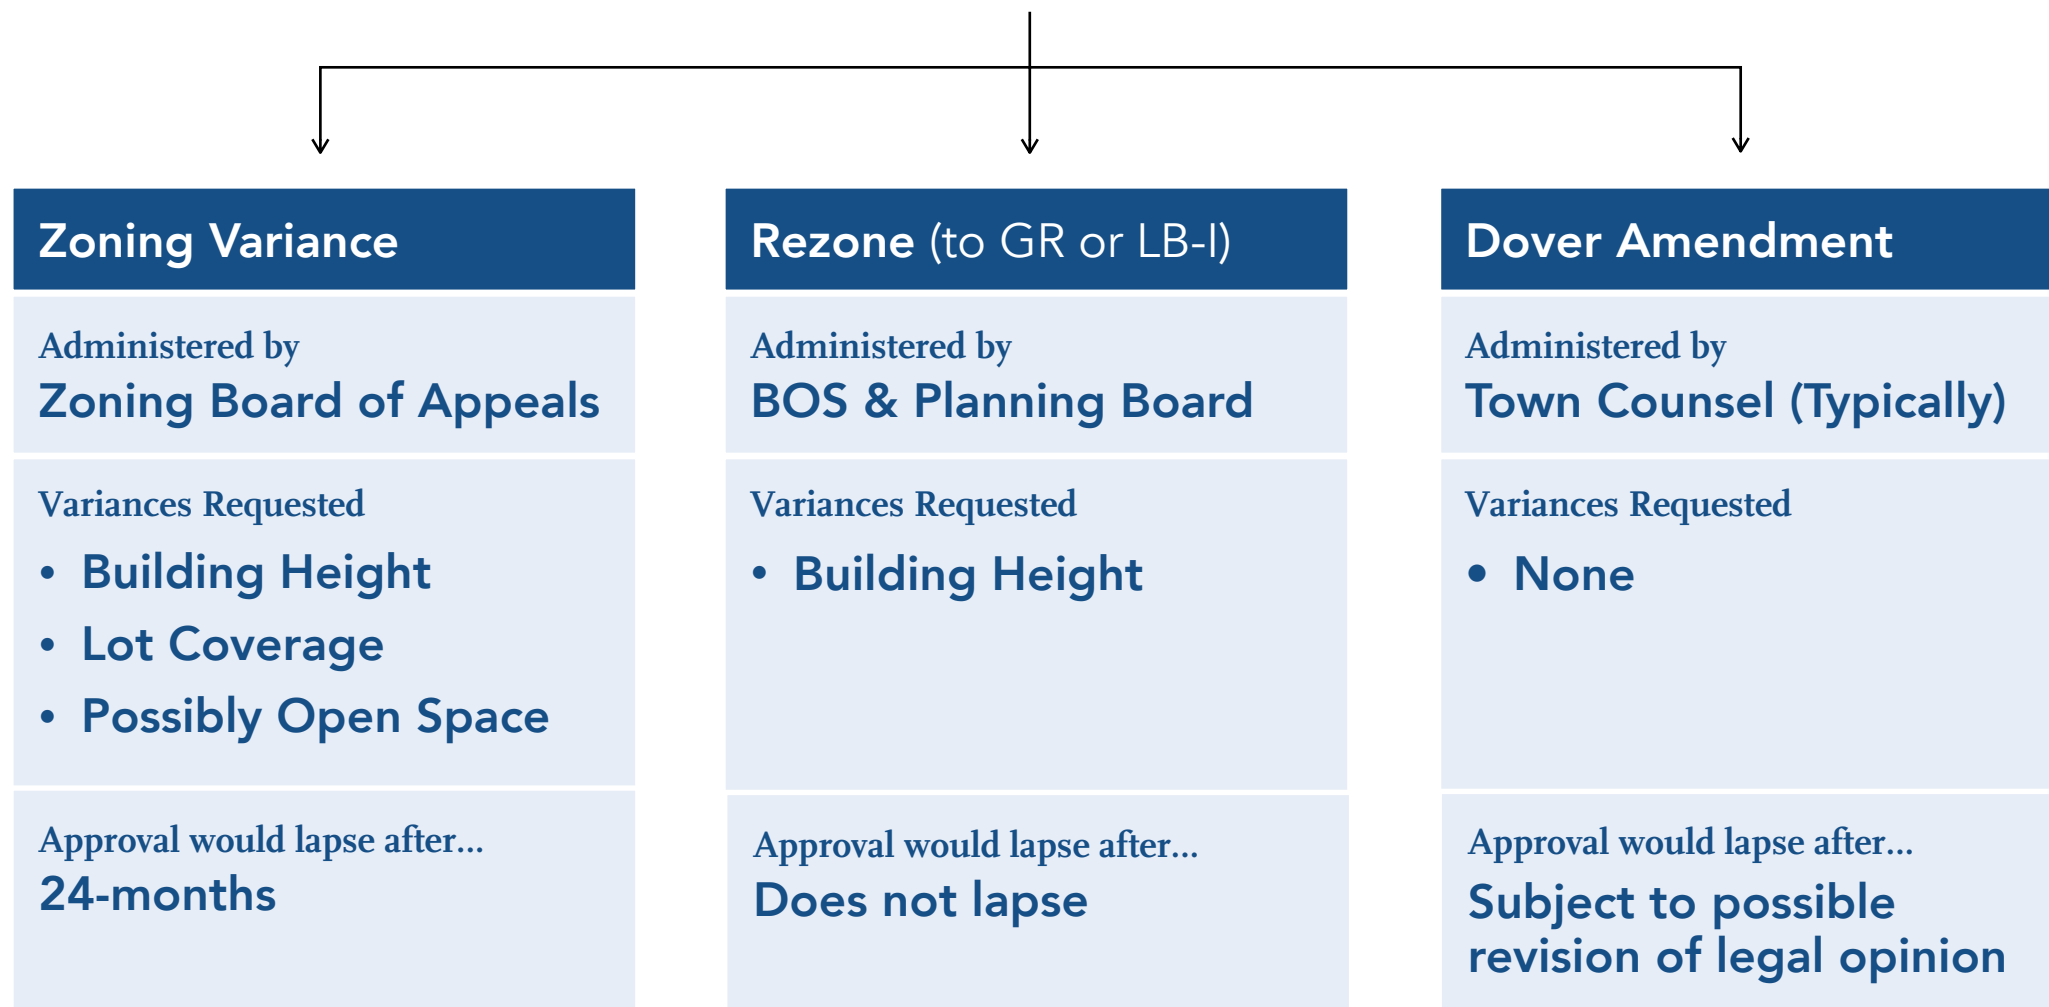 Zoning Variance
Administered by
Zoning Board of Appeals
Variances Requested
• Building Height
• Lot Coverage
• Possibly Open Space
Approval would lapse after...
24-months
Rezone (to GR or LB-I)
Administered by
BOS & Planning Board
Variances Requested
• Building Height
Approval would lapse after...
Does not lapse
Dover Amendment
Administered by
Town Counsel (Typically)
Variances Requested
• None
Approval would lapse after...
Subject to possible
revision of legal opinion